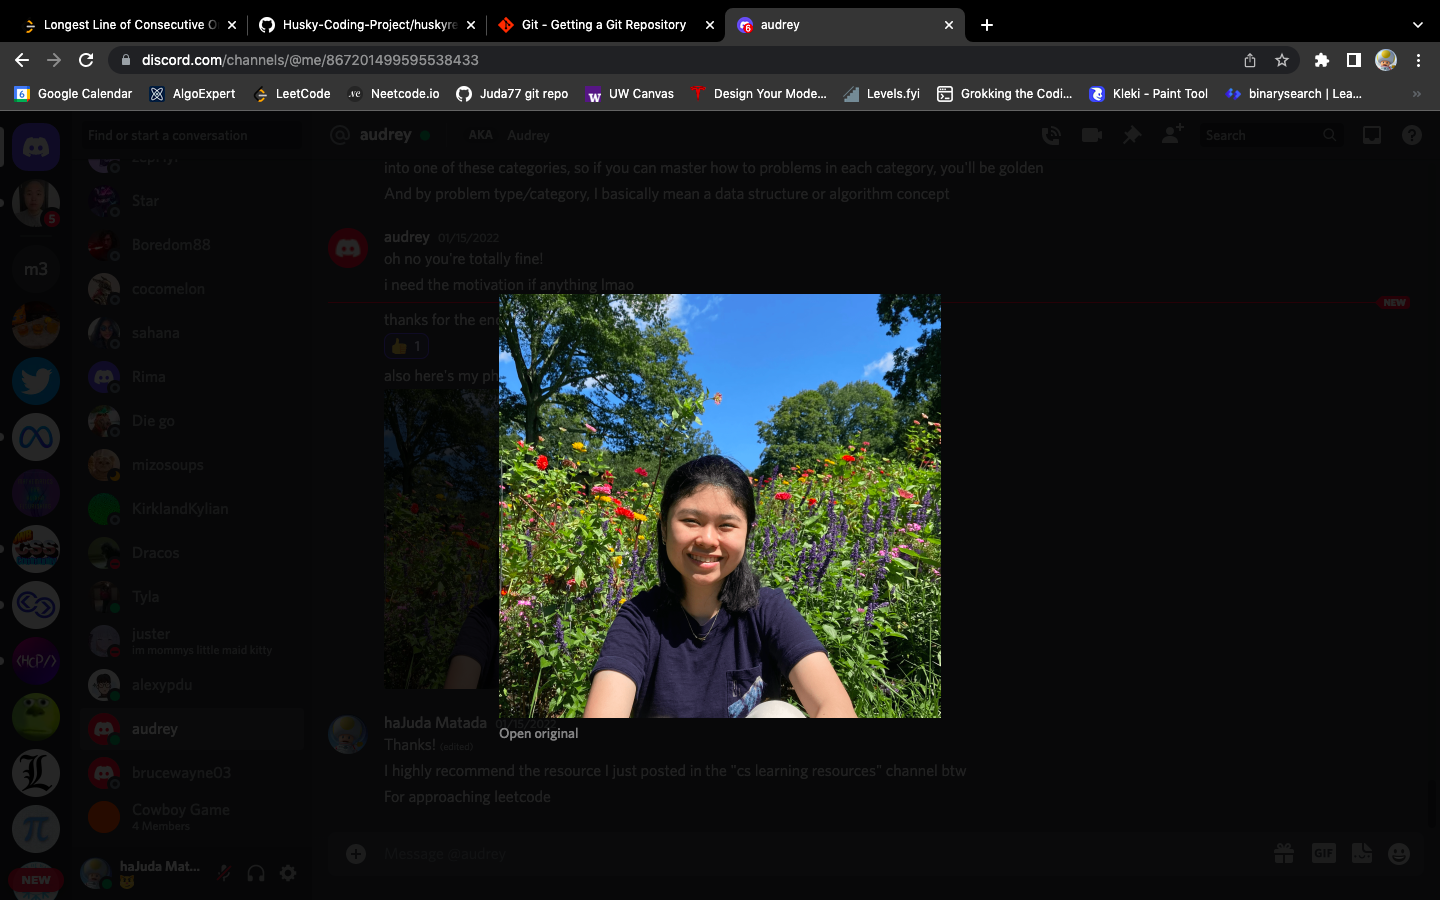 Longest Line of Consecutive O
Husky-Coding-Project/huskyre
Git - Getting a Git Repository
audrey
discord.com/channels/@me/867201499595538433
Google Calendar
AlgoExpert
LeetCode
Neetcode.io
Juda77 git repo
UW Canvas
Design Your Mode...
Levels.fyi
Grokking the Codi...
Kleki - Paint Tool
binarysearch | Lea...
Find or start a conversation
audrey
AKA Audrey
Search
5
m3
Star
Boredom88
cocomelon
sahana
Rima
Die go
mizosoups
KirklandKylian
Dracos
Tyla
juster
im mommys little maid kitty
alexypdu
audrey
brucewayne03
Cowboy Game
4 Members
NEW
haJuda Mat...
into one of these categories, so if you can master how to problems in each category, you'll be golden
And by problem type/category, I basically mean a data structure or algorithm concept
audrey 01/15/2022
oh no you're totally fine!
i need the motivation if anything lmao
NEW
thanks for the
1
also here's my
Open original
haJuda Matada 01/15/2022
Thanks! (edited)
I highly recommend the resource I just posted in the "cs learning resources" channel btw
For approaching leetcode
Message @audrey
GIF